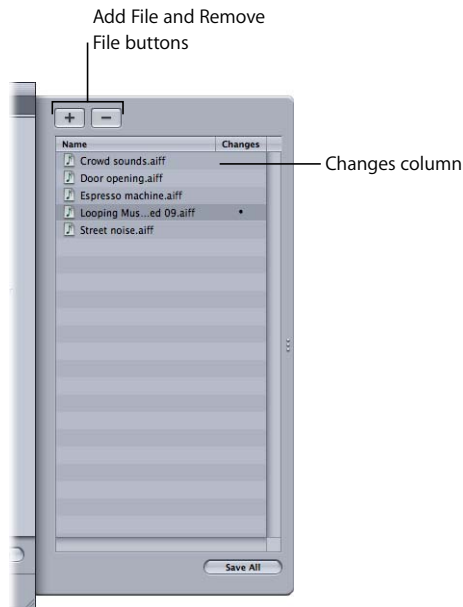 Add File and Remove
File buttons
+ −
Name Changes
Crowd sounds.aiff
Changes column
Door opening.aiff
Espresso machine.aiff
Looping Mus...ed 09.aiff •
Street noise.aiff
Save All